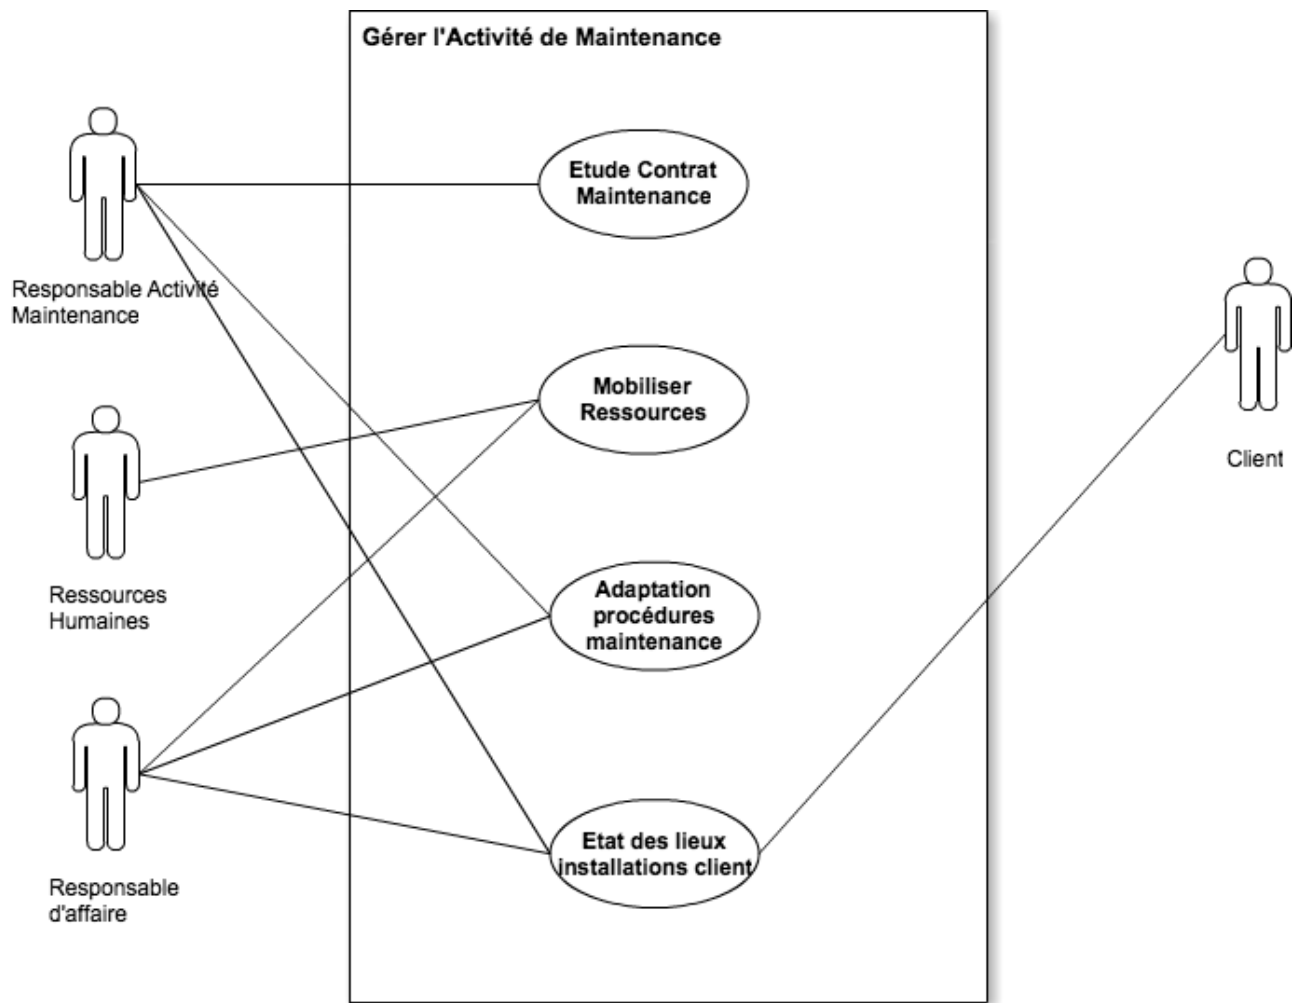 Gérer l'Activité de Maintenance
Etude Contrat
Maintenance
Responsable Activité
Maintenance
Mobiliser
Ressources
Client
Ressources
Humaines
Adaptation
procédures
maintenance
Etat des lieux
installations client
Responsable
d'affaire